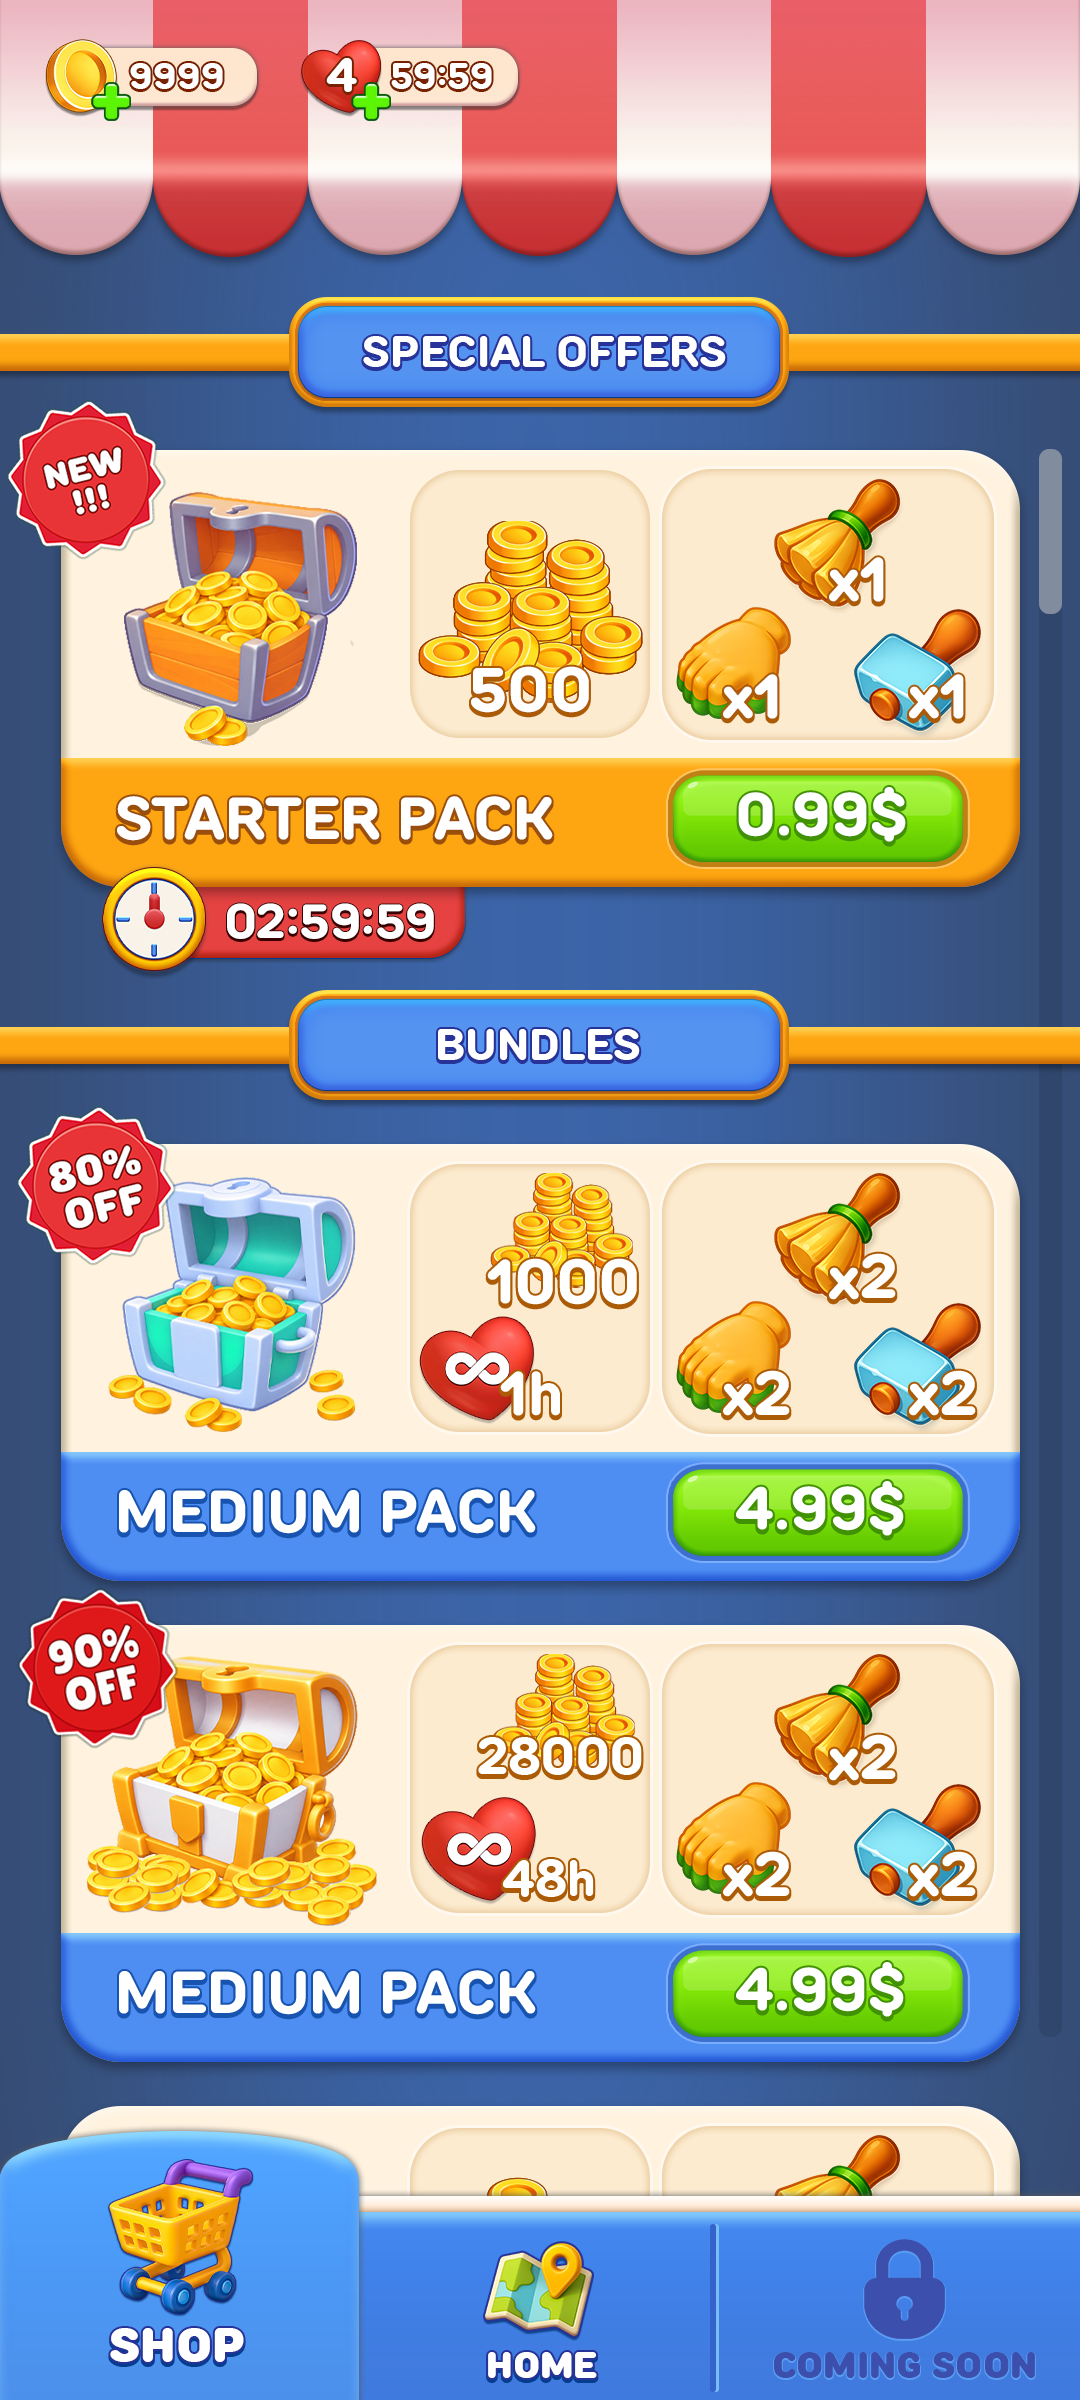 9999
4
59:59
SPECIAL OFFERS
NEW
!!!
500
x1
x1
x1
STARTER PACK
0.99$
02:59:59
BUNDLES
80%
OFF
1000
1h
x2
x2
x2
MEDIUM PACK
4.99$
90%
OFF
28000
48h
x2
x2
x2
MEDIUM PACK
4.99$
SHOP
HOME
COMING SOON